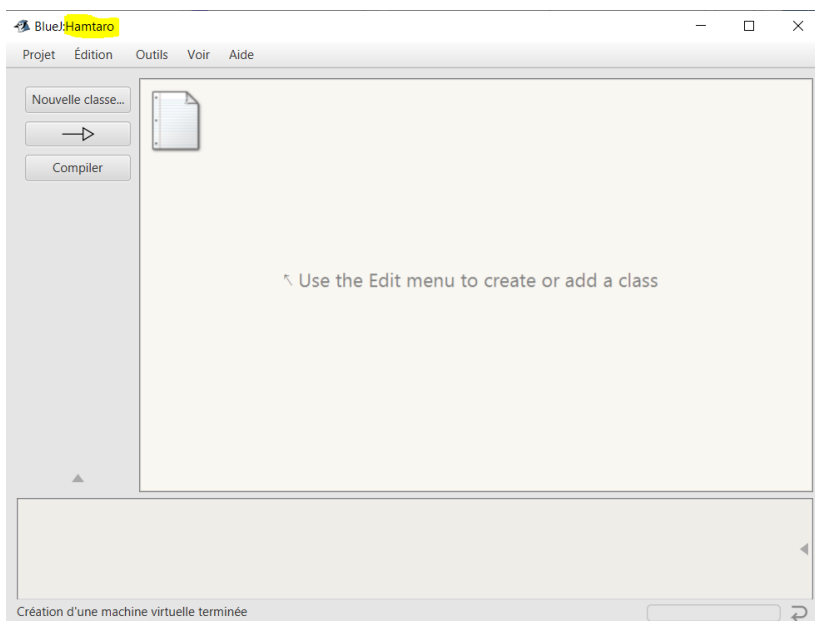 BlueJ:Hamtaro
Projet Édition Outils Voir Aide
Nouvelle classe...
Compiler
Use the Edit menu to create or add a class
Création d'une machine virtuelle terminée